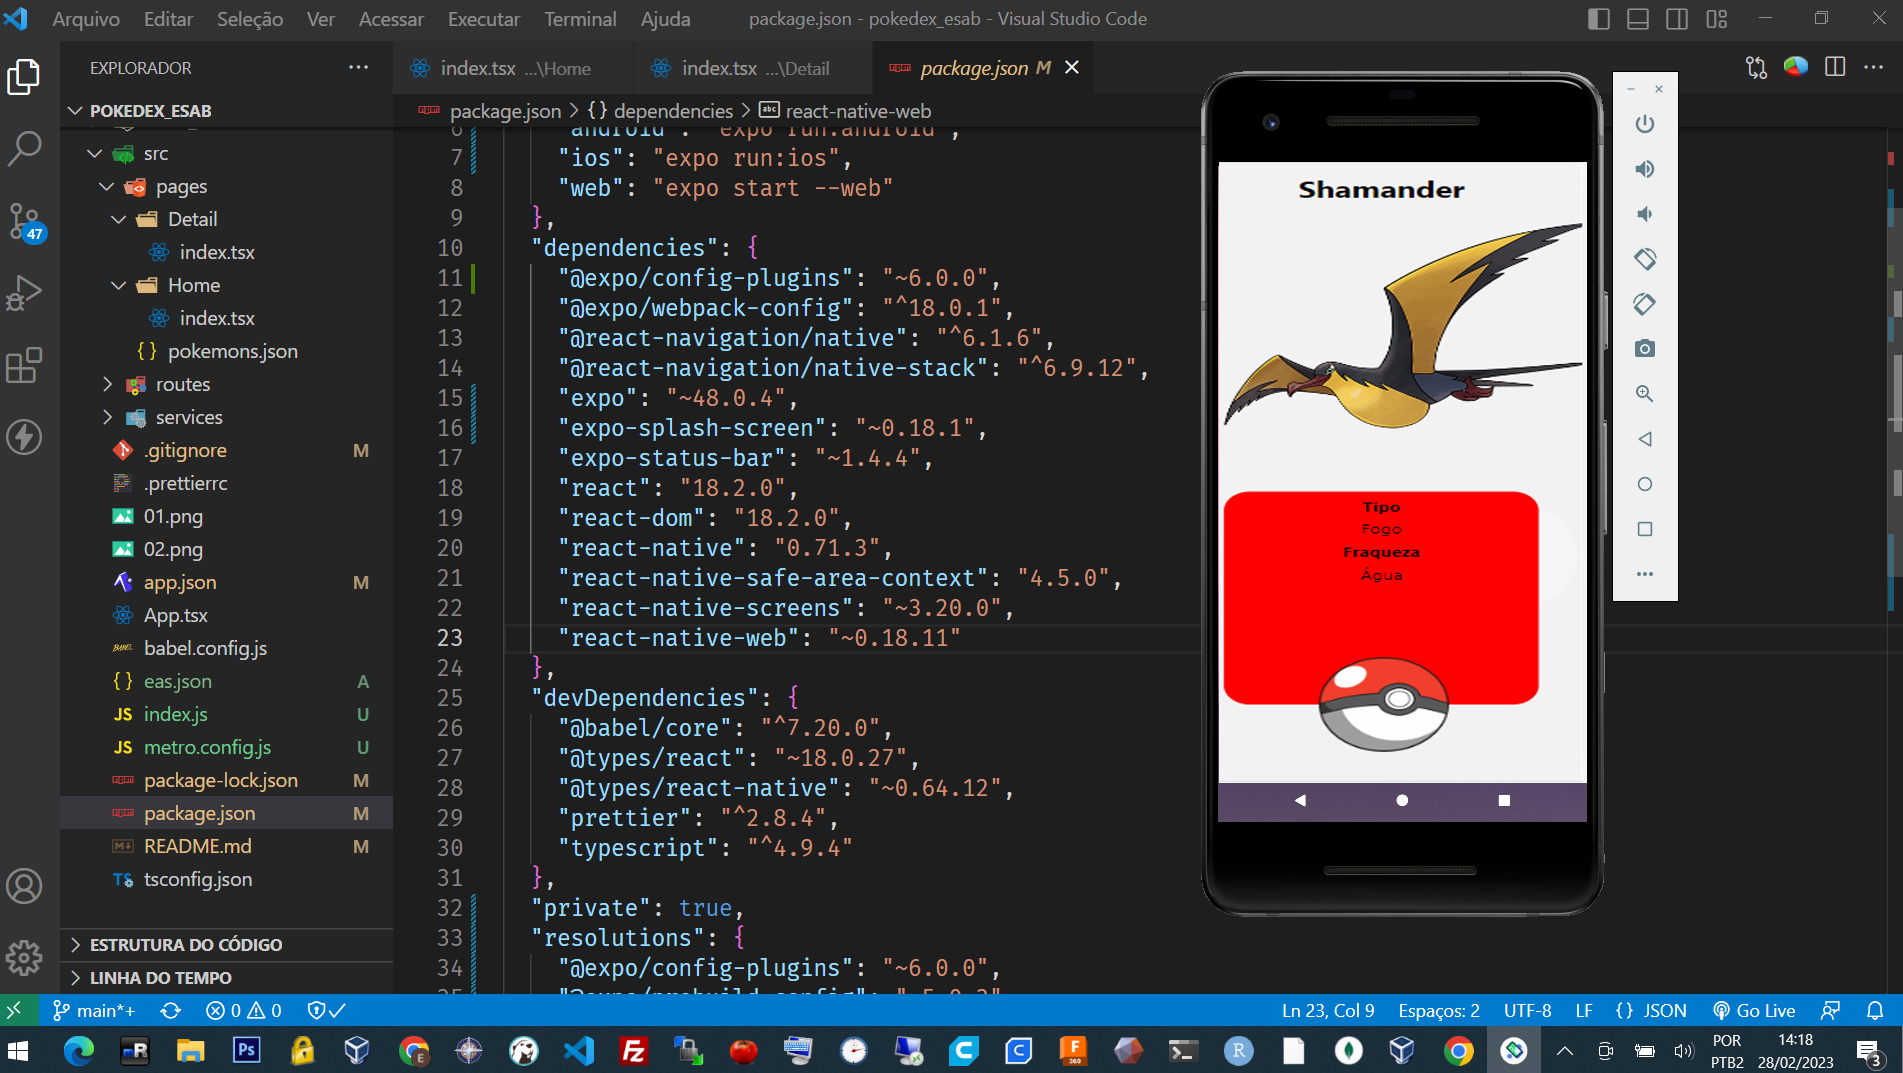 Arquivo Editar Seleção Ver Acessar Executar Terminal Ajuda
package.json - pokedex_esab - Visual Studio Code
EXPLORADOR
POKEDEX_ESAB
src
pages
Detail
index.tsx
Home
index.tsx
{} pokemons.json
routes
services
.gitignore M
.prettierrc
01.png
02.png
app.json M
App.tsx
babel.config.js
{} eas.json A
JS index.js U
JS metro.config.js U
package-lock.json M
package.json M
README.md M
TS tsconfig.json
ESTRUTURA DO CÓDIGO
LINHA DO TEMPO
47
index.tsx ...\Home
index.tsx ...\Detail
package.json M
package.json > {} dependencies > abc react-native-web
6 "android": "expo run:android",
7 "ios": "expo run:ios",
8 "web": "expo start --web"
9 },
10 "dependencies": {
11 "@expo/config-plugins": "~6.0.0",
12 "@expo/webpack-config": "^18.0.1",
13 "@react-navigation/native": "^6.1.6",
14 "@react-navigation/native-stack": "^6.9.12",
15 "expo": "~48.0.4",
16 "expo-splash-screen": "~0.18.1",
17 "expo-status-bar": "~1.4.4",
18 "react": "18.2.0",
19 "react-dom": "18.2.0",
20 "react-native": "0.71.3",
21 "react-native-safe-area-context": "4.5.0",
22 "react-native-screens": "~3.20.0",
23 "react-native-web": "~0.18.11"
24 },
25 "devDependencies": {
26 "@babel/core": "^7.20.0",
27 "@types/react": "~18.0.27",
28 "@types/react-native": "~0.64.12",
29 "prettier": "^2.8.4",
30 "typescript": "^4.9.4"
31 },
32 "private": true,
33 "resolutions": {
34 "@expo/config-plugins": "~6.0.0",
Shamander
Tipo
Fogo
Fraqueza
Água
main*+ 0 0
Ln 23, Col 9 Espaços: 2 UTF-8 LF {} JSON Go Live
POR
PTB2
14:18
28/02/2023
3